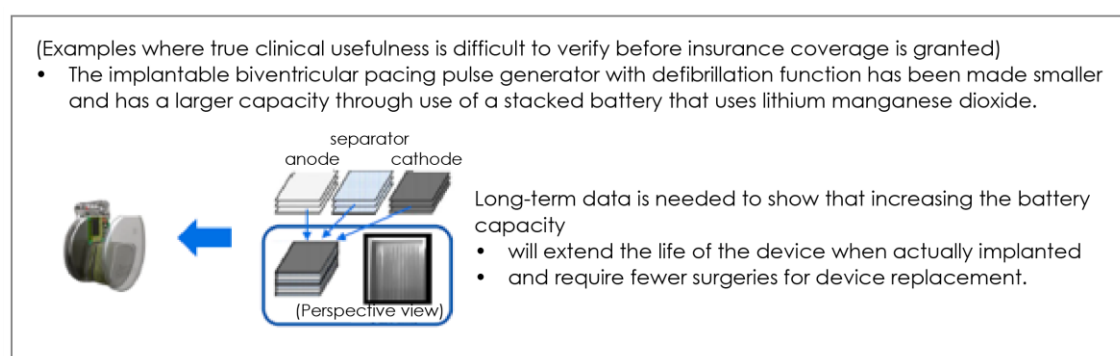 (Examples where true clinical usefulness is difficult to verify before insurance coverage is granted)
• The implantable biventricular pacing pulse generator with defibrillation function has been made smaller
and has a larger capacity through use of a stacked battery that uses lithium manganese dioxide.
separator
anode cathode
Long-term data is needed to show that increasing the battery
capacity
• will extend the life of the device when actually implanted
• and require fewer surgeries for device replacement.
(Perspective view)